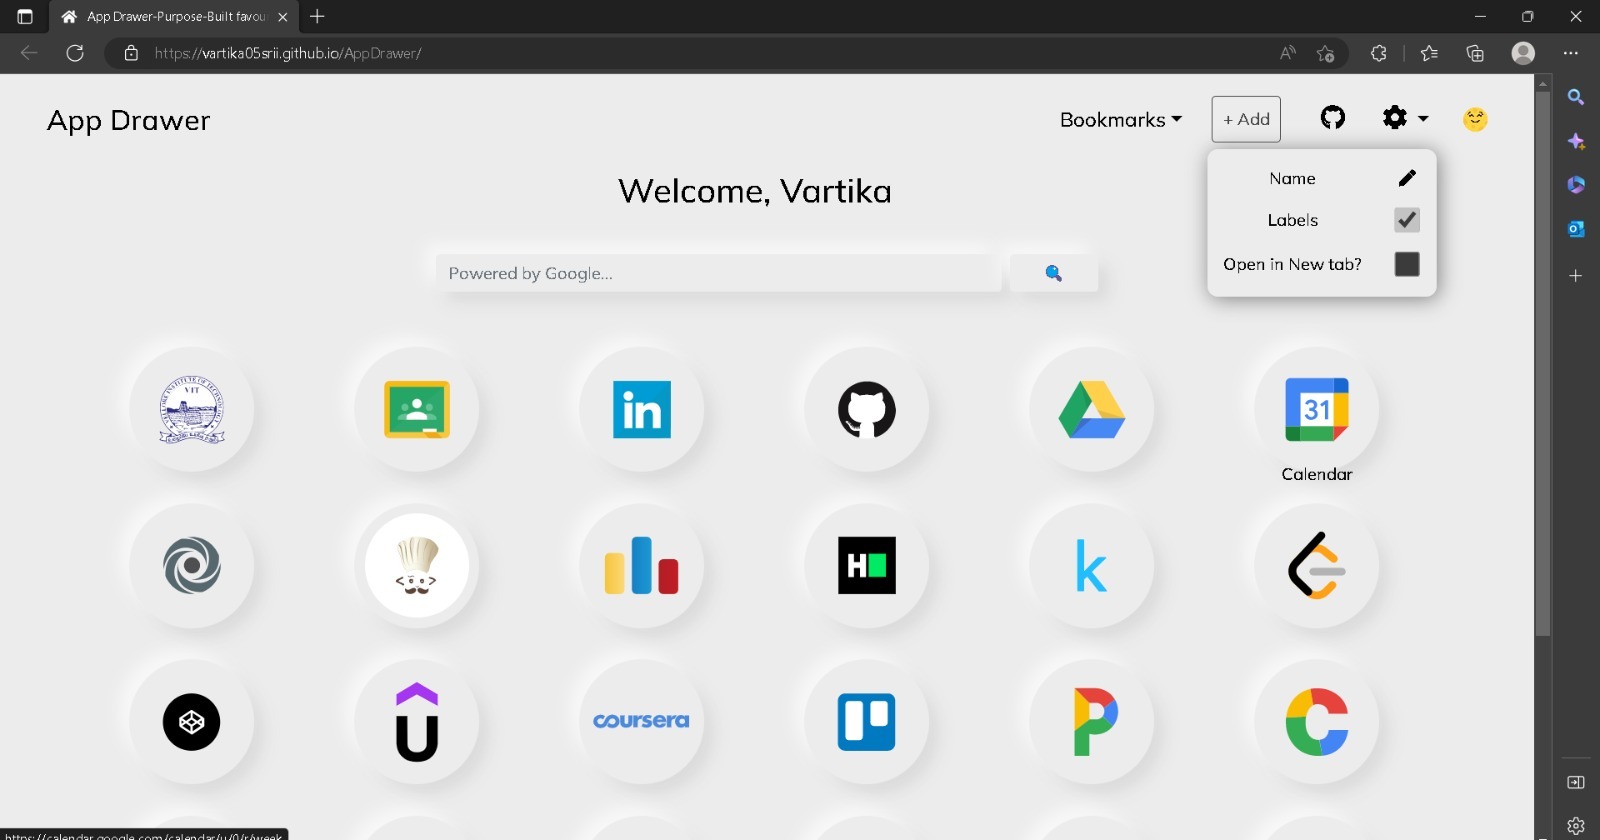 App Drawer-Purpose-Built favou
https://vartika05srii.github.io/AppDrawer/
App Drawer
Bookmarks
+ Add
Name
Labels
Open in New tab?
Welcome, Vartika
Powered by Google...
VIT
in
31
Calendar
H
k
coursera
https://calendar.google.com/calendar/u/0/r/week